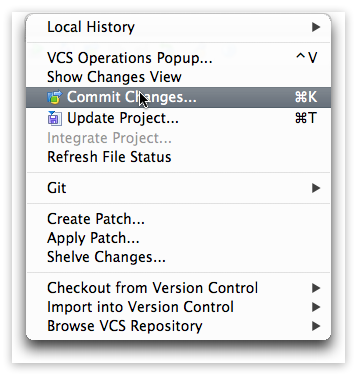 Local History
VCS Operations Popup... ^V
Show Changes View
Commit Changes... ⌘K
Update Project... ⌘T
Integrate Project...
Refresh File Status
Git
Create Patch...
Apply Patch...
Shelve Changes...
Checkout from Version Control
Import into Version Control
Browse VCS Repository